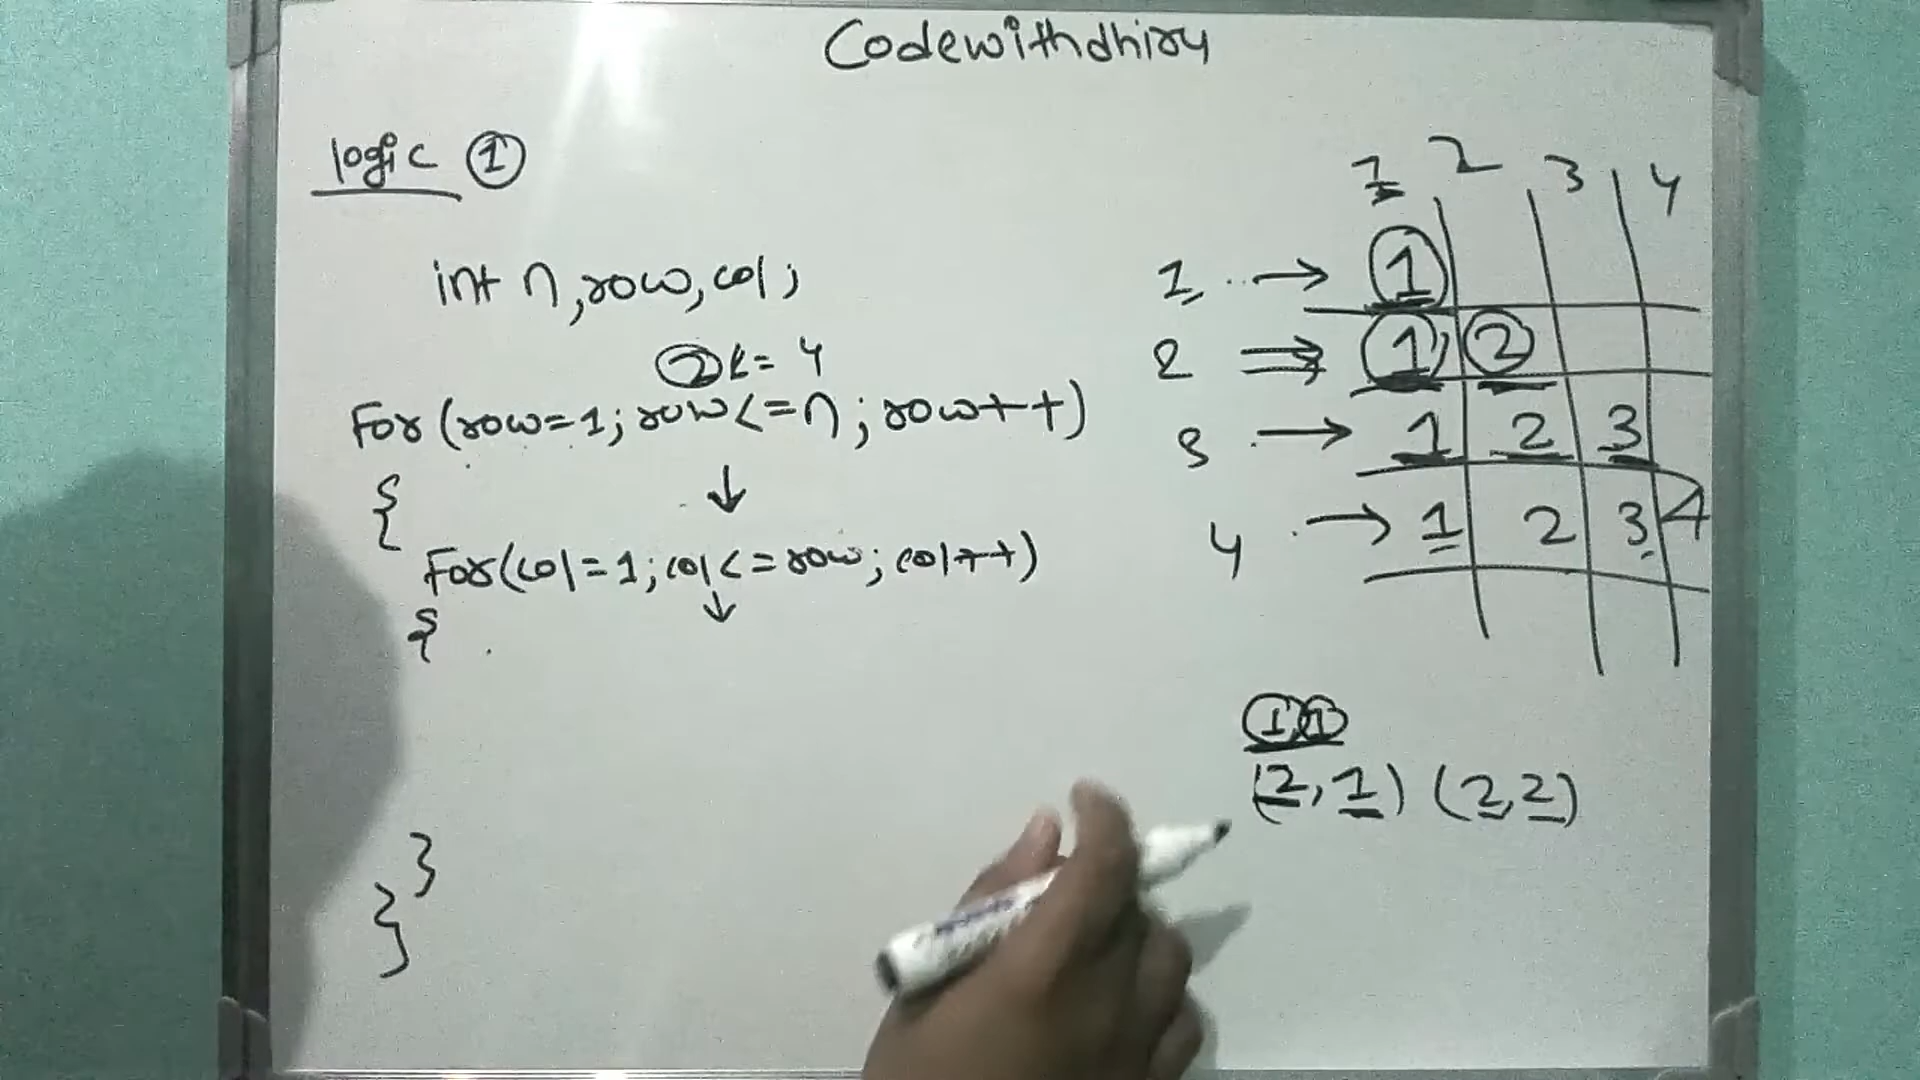 Codewithdhiru
logic ①
int n, row, col;
2 <= 4
For (row=1; row<=n; row++)
{
For (col=1; col<=row; col++)
{
}
}
1 2 3 4
1 → 1
2 → 1 2
3 → 1 2 3
4 → 1 2 3 4
1 1
(2,1) (2,2)